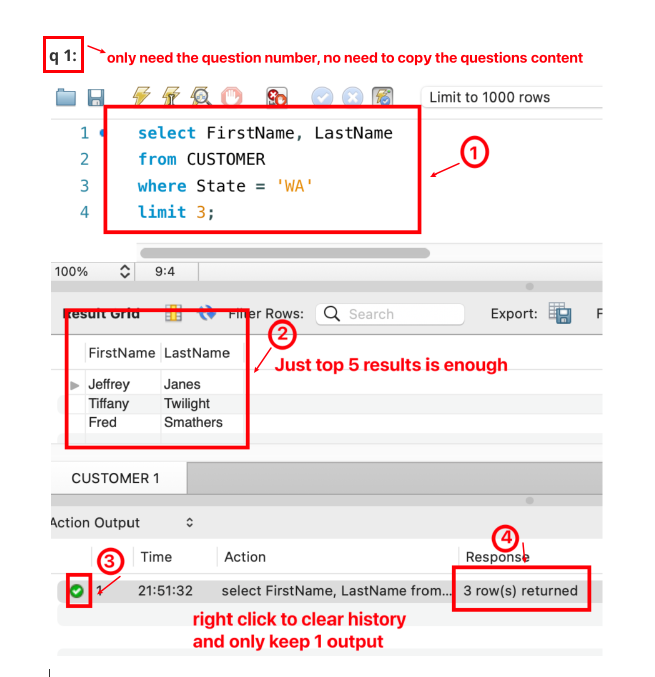 q 1:
only need the question number, no need to copy the questions content
Limit to 1000 rows
1 select FirstName, LastName
2 from CUSTOMER
3 where State = 'WA'
4 limit 3;
1
100% 9:4
Result Grid Filter Rows: Search Export: F
2
Just top 5 results is enough
FirstName LastName
Jeffrey Janes
Tiffany Twilight
Fred Smathers
CUSTOMER 1
Action Output
3
4
Time Action Response
1 21:51:32 select FirstName, LastName from... 3 row(s) returned
right click to clear history
and only keep 1 output